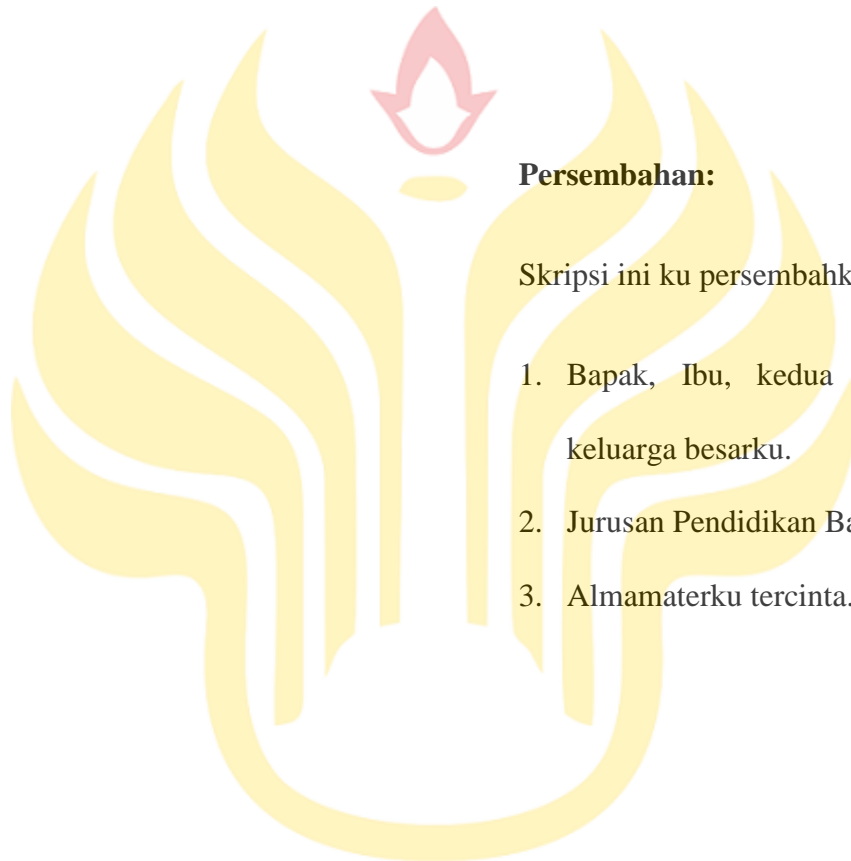 Persembahan:
Skripsi ini ku persembahk
1. Bapak, Ibu, kedua
keluarga besarku.
2. Jurusan Pendidikan Ba
3. Almamaterku tercinta.